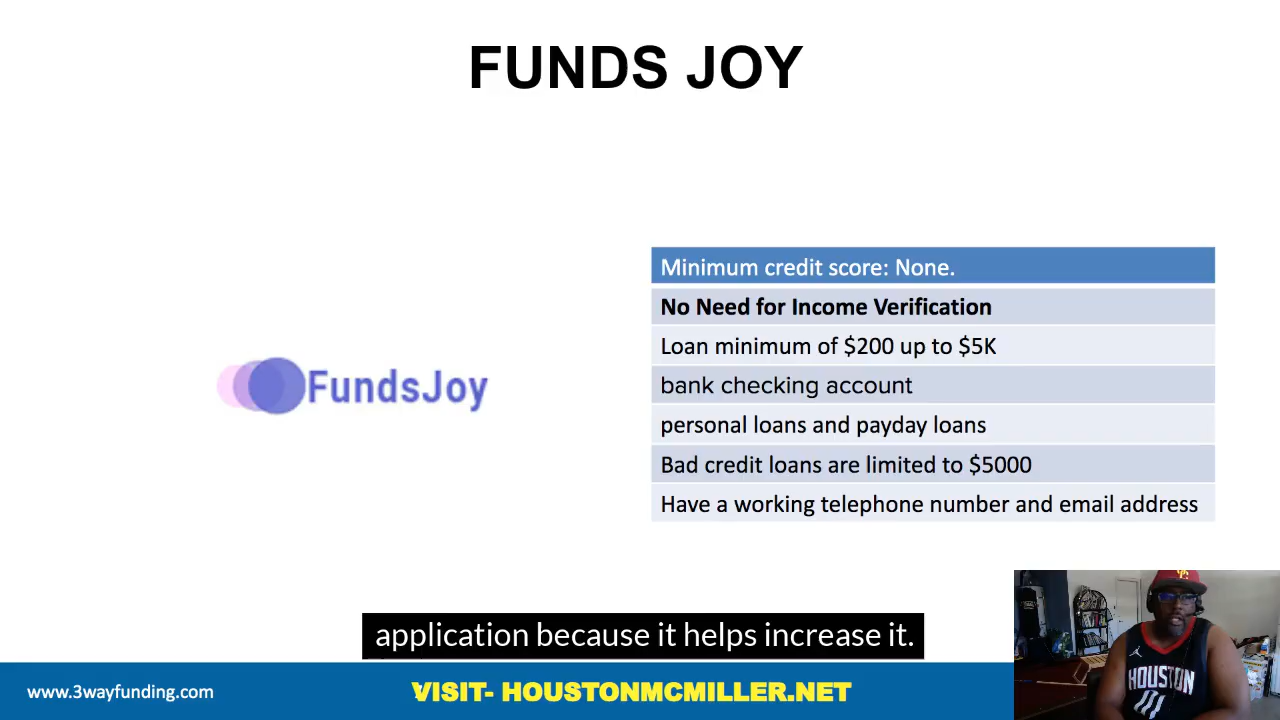 FUNDS JOY
FundsJoy
Minimum credit score: None.
No Need for Income Verification
Loan minimum of $200 up to $5K
bank checking account
personal loans and payday loans
Bad credit loans are limited to $5000
Have a working telephone number and email address
application because it helps increase it.
www.3wayfunding.com
VISIT- HOUSTONMCMILLER.NET
HOUSTON